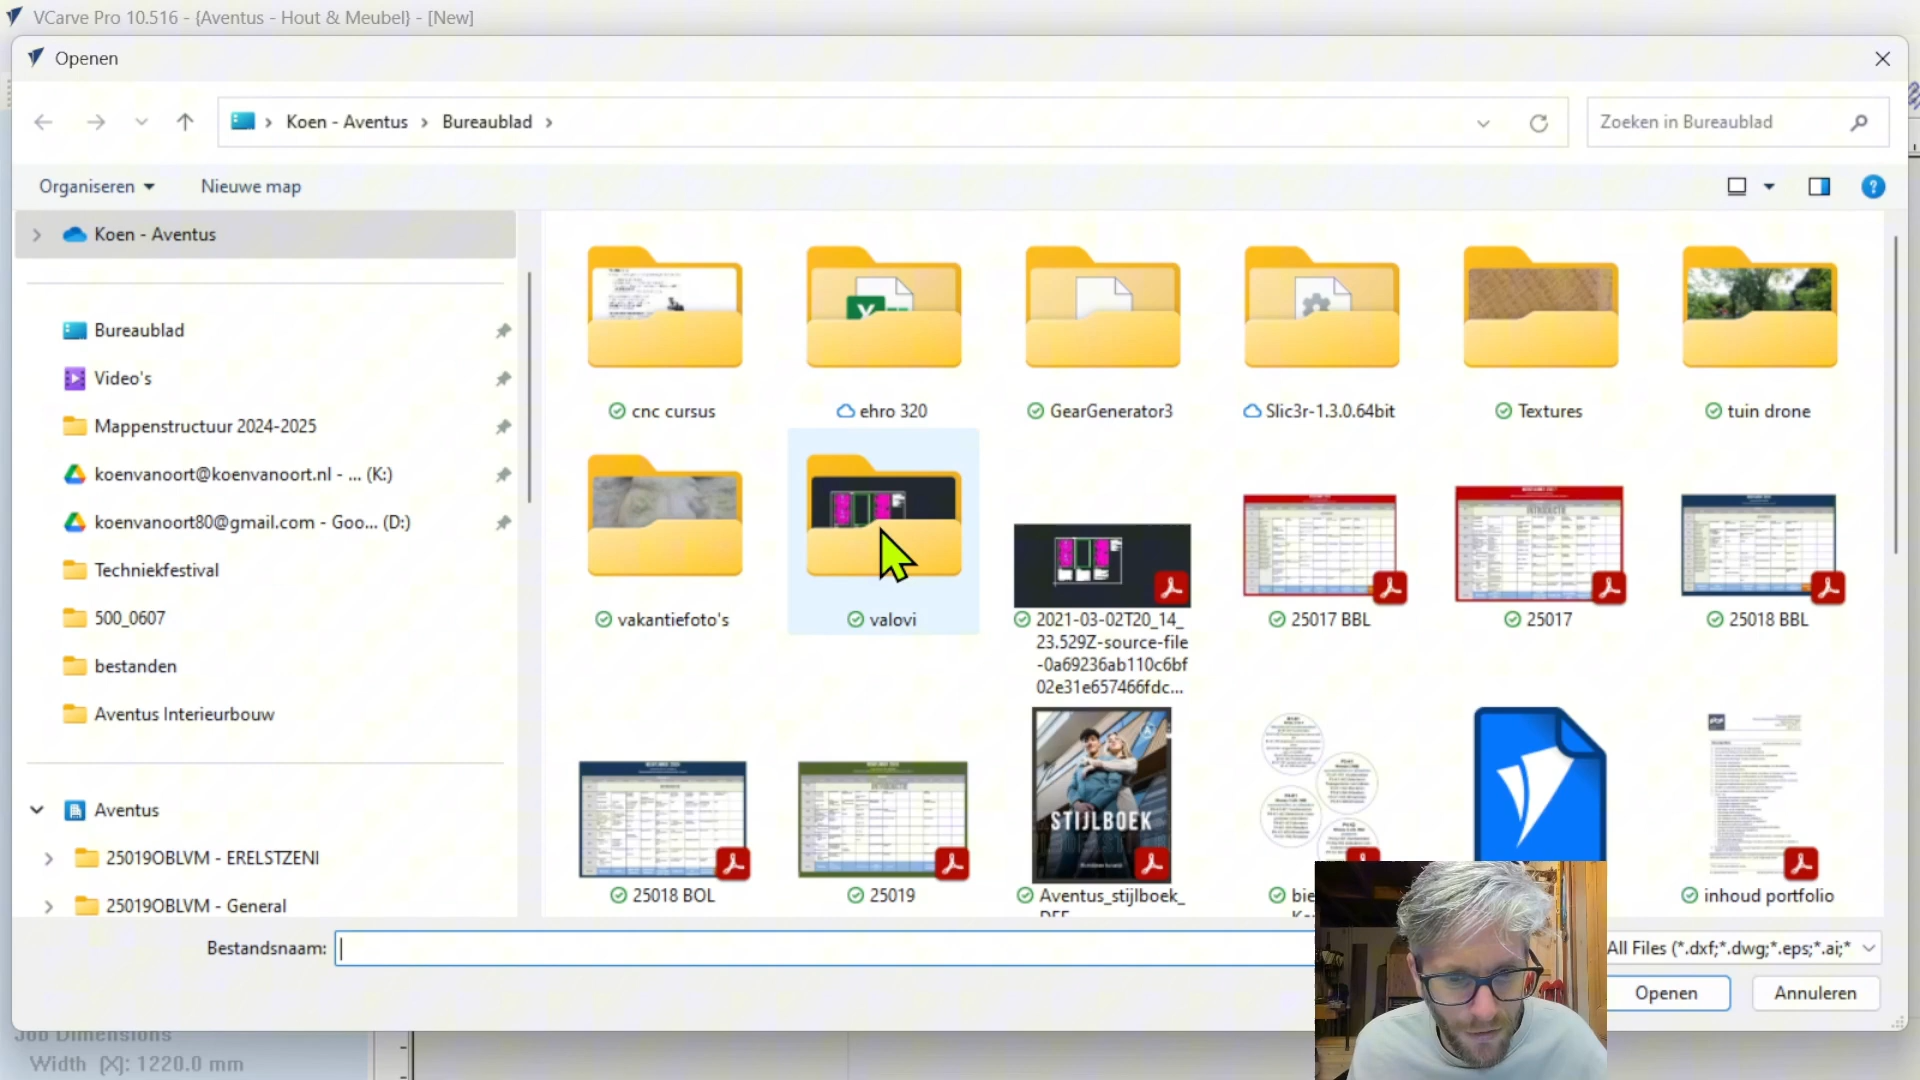 VCarve Pro 10.516 - {Aventus - Hout & Meubel} - [New]
Openen
Koen - Aventus > Bureaublad >
Zoeken in Bureaublad
Organiseren
Nieuwe map
Koen - Aventus
Bureaublad
Video's
Mappenstructuur 2024-2025
koenvanoort@koenvanoort.nl - ... (K:)
koenvanoort80@gmail.com - Goo... (D:)
Techniekfestival
500_0607
bestanden
Aventus Interieurbouw
Aventus
25019OBLVM - ERELSTZENI
25019OBLVM - General
cnc cursus
ehro 320
GearGenerator3
Slic3r-1.3.0.64bit
Textures
tuin drone
vakantiefoto's
valovi
2021-03-02T20_14_
23.529Z-source-file
-0a69236ab110c6bf
02e31e657466fdc...
25017 BBL
INTRODUCTIE
25017
25018 BBL
25018 BOL
25019
STIJLBOEK
Aventus_stijlboek_
inhoud portfolio
Bestandsnaam:
All Files (*.dxf;*.dwg;*.eps;*.ai;*
Openen
Annuleren
Job Dimensions
Width (X): 1220.0 mm